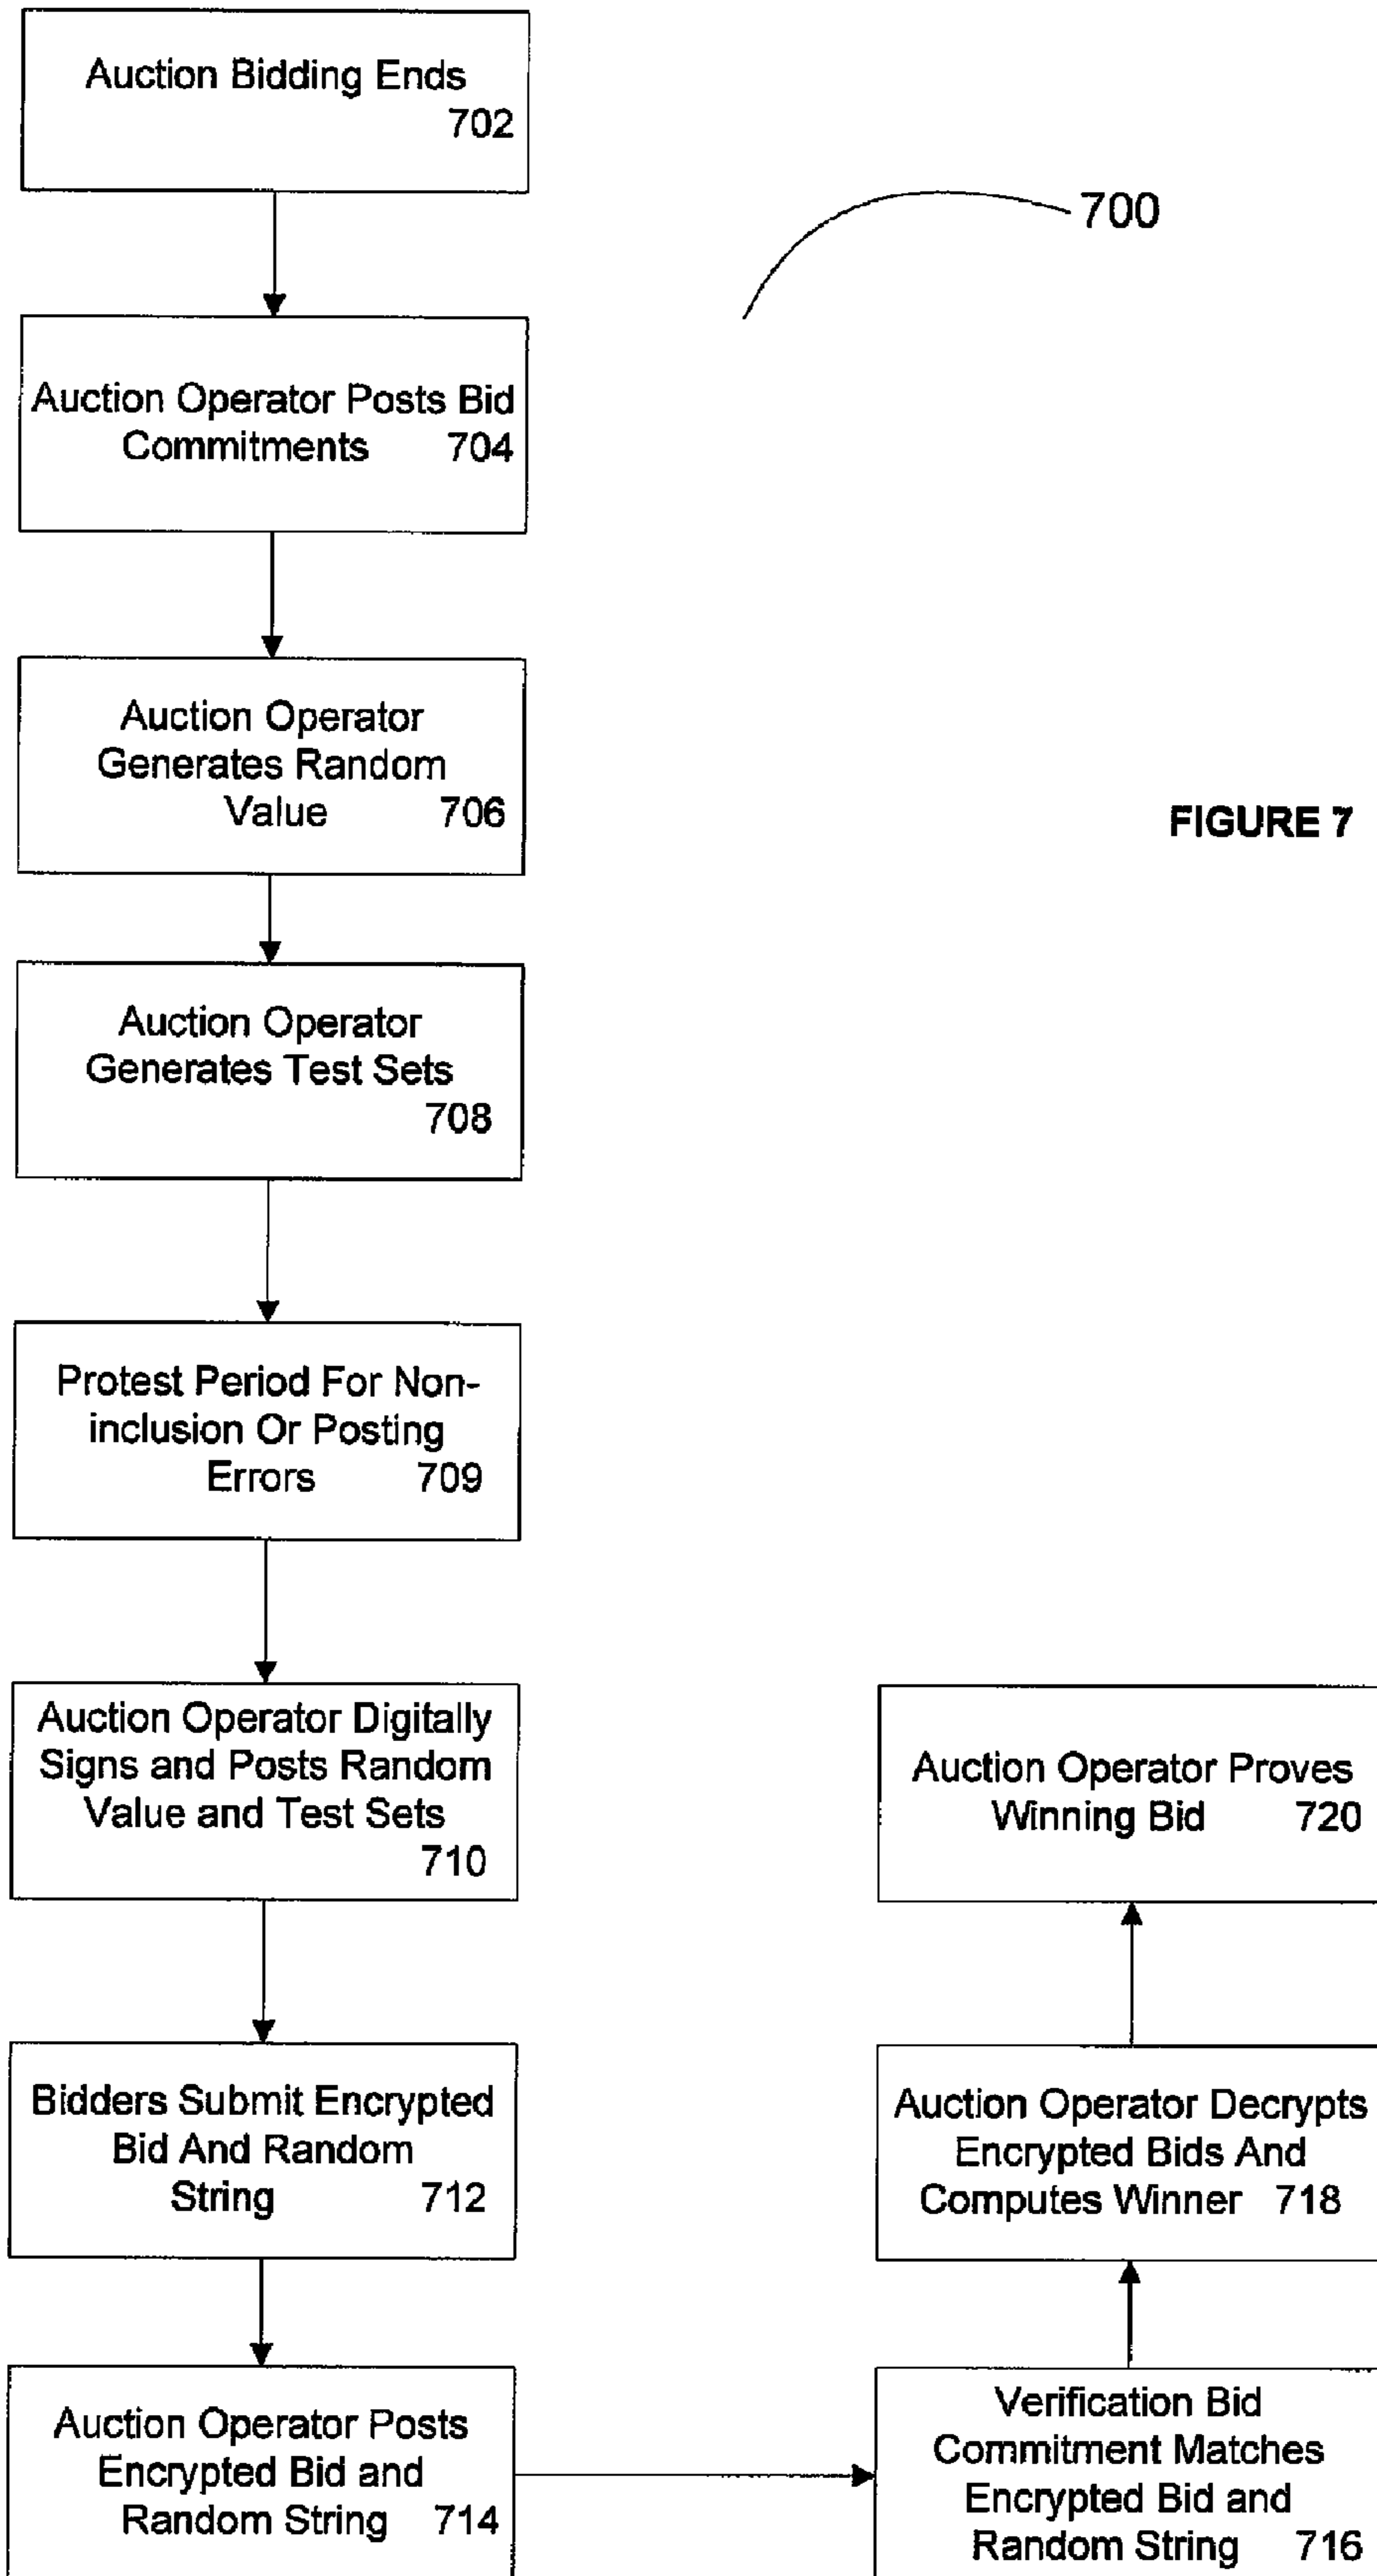 Auction Bidding Ends
702
700
Auction Operator Posts Bid
Commitments 704
Auction Operator
Generates Random
Value 706
FIGURE 7
Auction Operator
Generates Test Sets
708
Protest Period For Non-
inclusion Or Posting
Errors 709
Auction Operator Digitally
Signs and Posts Random
Value and Test Sets
710
Bidders Submit Encrypted
Bid And Random
String 712
Auction Operator Posts
Encrypted Bid and
Random String 714
Verification Bid
Commitment Matches
Encrypted Bid and
Random String 716
Auction Operator Decrypts
Encrypted Bids And
Computes Winner 718
Auction Operator Proves
Winning Bid 720